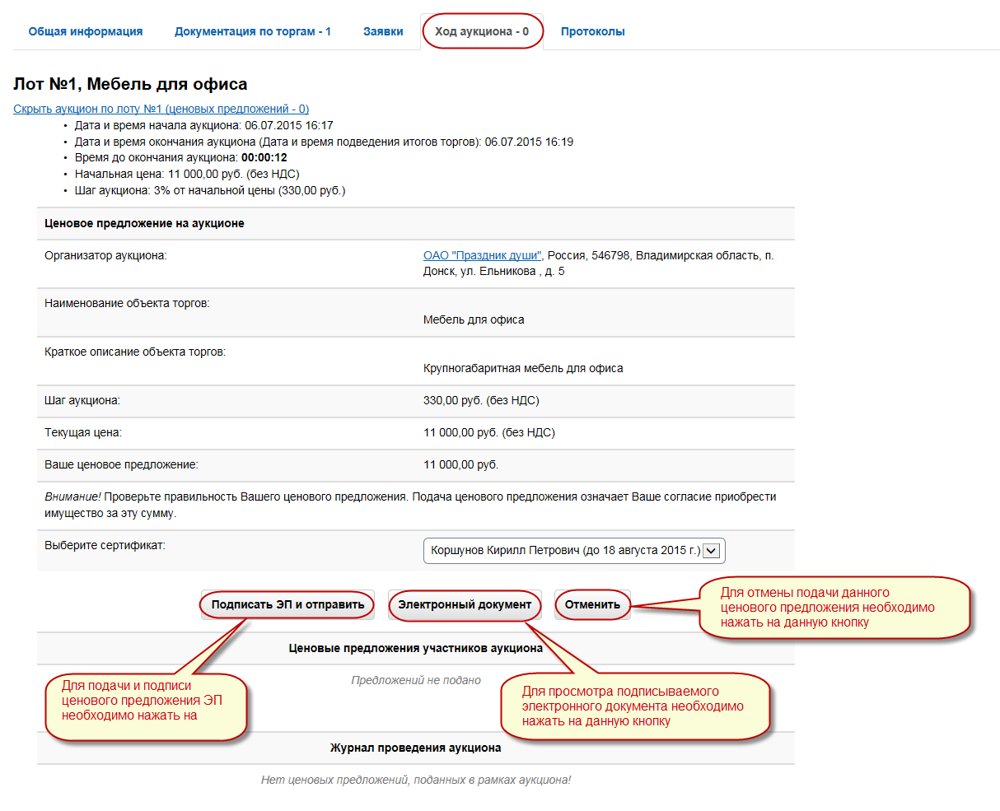 Общая информация
Документация по торгам - 1
Заявки
Ход аукциона - 0
Протоколы
Лот №1, Мебель для офиса
Скрыть аукцион по лоту №1 (ценовых предложений - 0)
• Дата и время начала аукциона: 06.07.2015 16:17
• Дата и время окончания аукциона (Дата и время подведения итогов торгов): 06.07.2015 16:19
• Время до окончания аукциона: 00:00:12
• Начальная цена: 11 000,00 руб. (без НДС)
• Шаг аукциона: 3% от начальной цены (330,00 руб.)
Ценовое предложение на аукционе
Организатор аукциона:
ОАО "Праздник души", Россия, 546798, Владимирская область, п.
Донск, ул. Ельникова , д. 5
Наименование объекта торгов:
Мебель для офиса
Краткое описание объекта торгов:
Крупногабаритная мебель для офиса
Шаг аукциона:
330,00 руб. (без НДС)
Текущая цена:
11 000,00 руб. (без НДС)
Ваше ценовое предложение:
11 000,00 руб.
Внимание! Проверьте правильность Вашего ценового предложения. Подача ценового предложения означает Ваше согласие приобрести
имущество за эту сумму.
Выберите сертификат:
Коршунов Кирилл Петрович (до 18 августа 2015 г.)
Подписать ЭП и отправить
Электронный документ
Отменить
Для отмены подачи данного
ценового предложения необходимо
нажать на данную кнопку
Ценовые предложения участников аукциона
Предложений не подано
Для подачи и подписи
ценового предложения ЭП
необходимо нажать на
Для просмотра подписываемого
электронного документа необходимо
нажать на данную кнопку
Журнал проведения аукциона
Нет ценовых предложений, поданных в рамках аукциона!